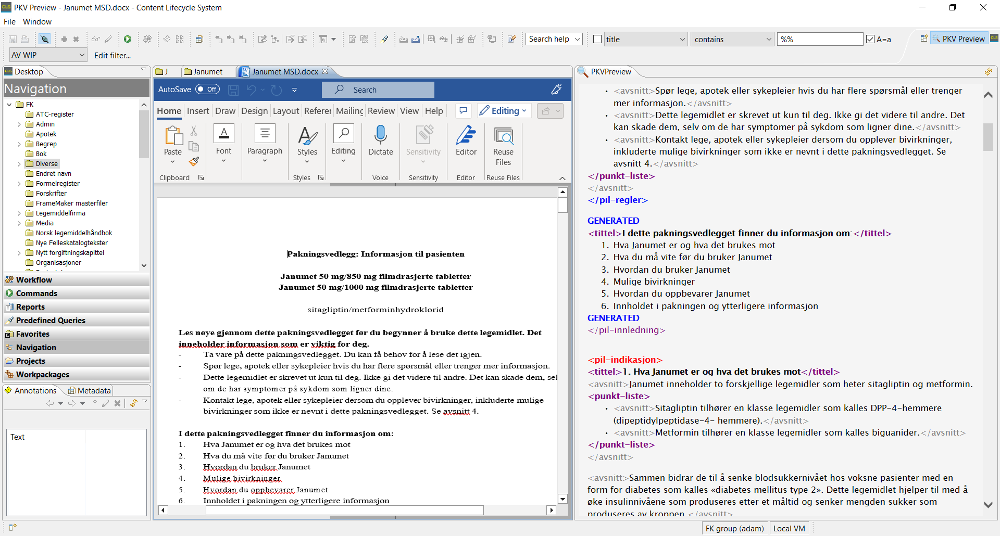 CLS PKV Preview - Janumet MSD.docx - Content Lifecycle System
File Window
Search help title contains %% A=a PKV Preview CLS
AV WIP Edit filter...
CLS Desktop
Navigation
FK
ATC-register
Admin
Apotek
Begrep
Bok
Diverse
Endret navn
Formelregister
Forskrifter
FrameMaker masterfiler
Legemiddelfirma
Media
Norsk legemiddelhåndbok
Nye Felleskatalogtekster
Nytt forgiftningskapittel
Organisasjoner
Workflow
Commands
Reports
Predefined Queries
Favorites
Navigation
Projects
Workpackages
Annotations Metadata
Text
J Janumet Janumet MSD.docx
AutoSave Off Search
Home Insert Draw Design Layout Referer Mailing Review View Help Editing
Paste Font Paragraph Styles Editing Dictate Sensitivity Editor Reuse Files
Clipboard Styles Voice Sensitivity Editor Reuse Files
Pakningsvedlegg: Informasjon til pasienten
Janumet 50 mg/850 mg filmdrasjerte tabletter
Janumet 50 mg/1000 mg filmdrasjerte tabletter
sitagliptin/metforminhydroklorid
Les nøye gjennom dette pakningsvedlegget før du begynner å bruke dette legemidlet. Det
inneholder informasjon som er viktig for deg.
- Ta vare på dette pakningsvedlegget. Du kan få behov for å lese det igjen.
- Spør lege, apotek eller sykepleier hvis du har flere spørsmål eller trenger mer informasjon.
- Dette legemidlet er skrevet ut kun til deg. Ikke gi det videre til andre. Det kan skade dem, sel
om de har symptomer på sykdom som ligner dine.
- Kontakt lege, apotek eller sykepleier dersom du opplever bivirkninger, inkluderte mulige
bivirkninger som ikke er nevnt i dette pakningsvedlegget. Se avsnitt 4.
I dette pakningsvedlegget finner du informasjon om:
1. Hva Janumet er og hva det brukes mot
2. Hva du må vite før du bruker Janumet
3. Hvordan du bruker Janumet
4. Mulige bivirkninger
5. Hvordan du oppbevarer Janumet
6. Innholdet i pakningen og ytterligere informasjon
PKVPreview
• <avsnitt>Spør lege, apotek eller sykepleier hvis du har flere spørsmål eller trenger
mer informasjon.</avsnitt>
• <avsnitt>Dette legemidlet er skrevet ut kun til deg. Ikke gi det videre til andre. Det
kan skade dem, selv om de har symptomer på sykdom som ligner dine.</avsnitt>
• <avsnitt>Kontakt lege, apotek eller sykepleier dersom du opplever bivirkninger,
inkluderte mulige bivirkninger som ikke er nevnt i dette pakningsvedlegget. Se
avsnitt 4.</avsnitt>
</punkt-liste>
</avsnitt>
</pil-regler>
GENERATED
<tittel>I dette pakningsvedlegget finner du informasjon om:</tittel>
1. Hva Janumet er og hva det brukes mot
2. Hva du må vite før du bruker Janumet
3. Hvordan du bruker Janumet
4. Mulige bivirkninger
5. Hvordan du oppbevarer Janumet
6. Innholdet i pakningen og ytterligere informasjon
GENERATED
</pil-innledning>
<pil-indikasjon>
<tittel>1. Hva Janumet er og hva det brukes mot</tittel>
<avsnitt>Janumet inneholder to forskjellige legemidler som heter sitagliptin og metformin.
<punkt-liste>
• <avsnitt>Sitagliptin tilhører en klasse legemidler som kalles DPP-4-hemmere
(dipeptidylpeptidase-4- hemmere).</avsnitt>
• <avsnitt>Metformin tilhører en klasse legemidler som kalles biguanider.</avsnitt>
</punkt-liste>
</avsnitt>
<avsnitt>Sammen bidrar de til å senke blodsukkernivået hos voksne pasienter med en
form for diabetes som kalles «diabetes mellitus type 2». Dette legemidlet hjelper til med å
øke insulinnivåene som produseres etter et måltid og senker mengden sukker som
produseres av kroppen.</avsnitt>
FK group (adam) Local VM